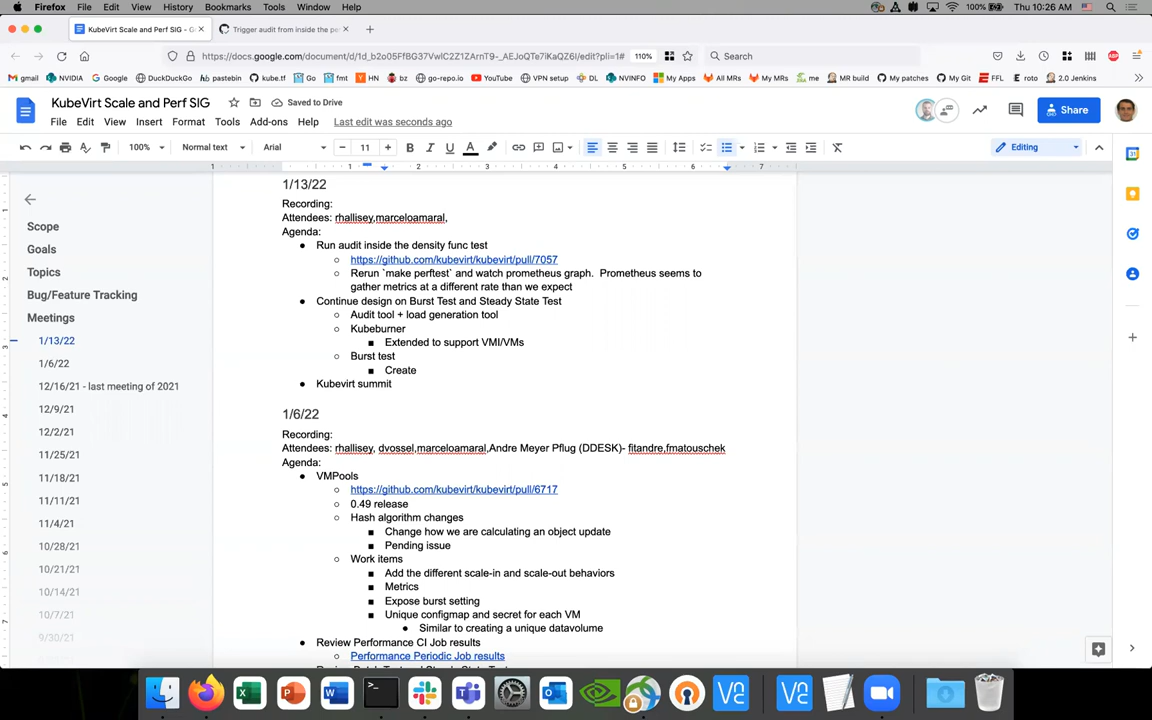 Firefox File Edit View History Bookmarks Tools Window Help 100% Thu 10:26 AM
KubeVirt Scale and Perf SIG - G Trigger audit from inside the pe
https://docs.google.com/document/d/1d_b2o05FfBG37VwlC2Z1ZArnT9-_AEJoQTe7iKaQZ6I/edit?pli=1# 110% Search
gmail NVIDIA Google DuckDuckGo pastebin kube.tf Go fmt HN bz go-repo.io YouTube VPN setup DL NVINFO My Apps All MRs My MRs me MR build My patches My Git FFL roto 2.0 Jenkins
KubeVirt Scale and Perf SIG Saved to Drive
File Edit View Insert Format Tools Add-ons Help Last edit was seconds ago
Share
100% Normal text Arial 11 Editing
1 1 2 3 4 5 6 7
Scope
Goals
Topics
Bug/Feature Tracking
Meetings
1/13/22
1/6/22
12/16/21 - last meeting of 2021
12/9/21
12/2/21
11/25/21
11/18/21
11/11/21
11/4/21
10/28/21
10/21/21
10/14/21
10/7/21
9/30/21
1/13/22
Recording:
Attendees: rhallisey,marceloamaral,
Agenda:
● Run audit inside the density func test
○ https://github.com/kubevirt/kubevirt/pull/7057
○ Rerun `make perftest` and watch prometheus graph. Prometheus seems to
gather metrics at a different rate than we expect
● Continue design on Burst Test and Steady State Test
○ Audit tool + load generation tool
○ Kubeburner
■ Extended to support VMI/VMs
○ Burst test
■ Create
● Kubevirt summit
1/6/22
Recording:
Attendees: rhallisey, dvossel,marceloamaral,Andre Meyer Pflug (DDESK)- fitandre,fmatouschek
Agenda:
● VMPools
○ https://github.com/kubevirt/kubevirt/pull/6717
○ 0.49 release
○ Hash algorithm changes
■ Change how we are calculating an object update
■ Pending issue
○ Work items
■ Add the different scale-in and scale-out behaviors
■ Metrics
■ Expose burst setting
■ Unique configmap and secret for each VM
● Similar to creating a unique datavolume
● Review Performance CI Job results
○ Performance Periodic Job results